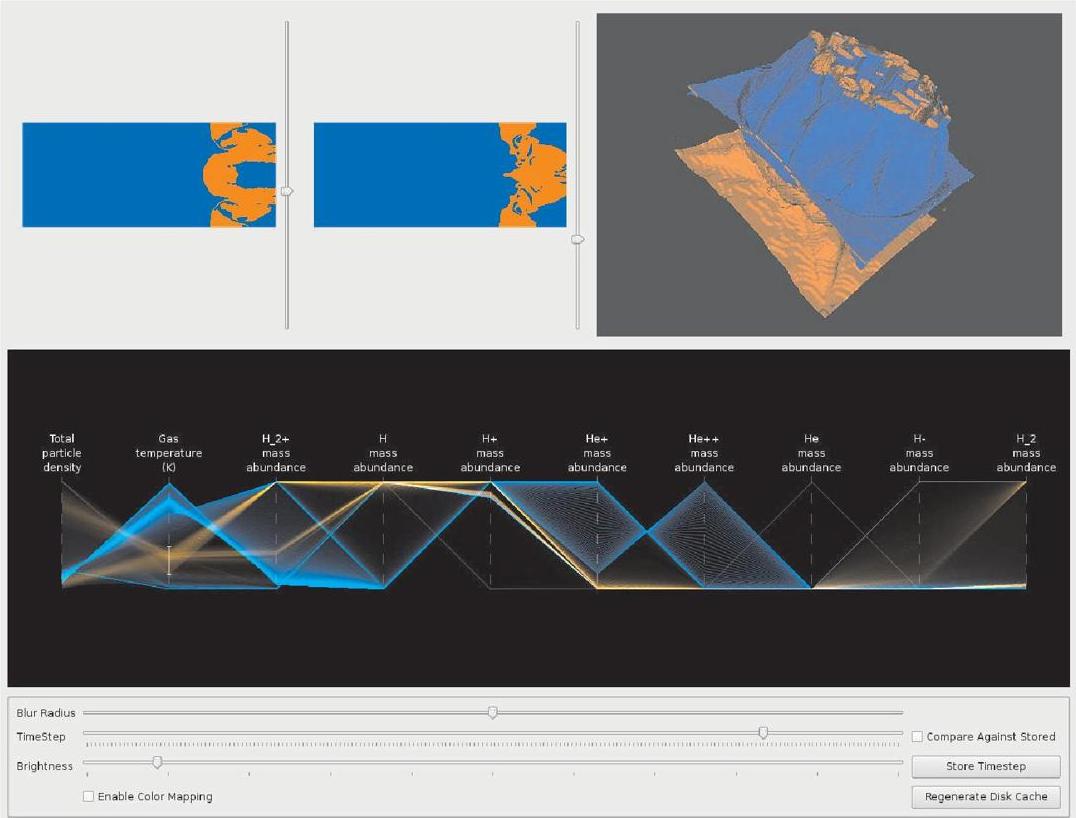 Total
particle
density
Gas
temperature
(K)
H_2+
mass
abundance
H
mass
abundance
H+
mass
abundance
He+
mass
abundance
He++
mass
abundance
He
mass
abundance
H-
mass
abundance
H_2
mass
abundance
Blur Radius
TimeStep
Compare Against Stored
Brightness
Store Timestep
Enable Color Mapping
Regenerate Disk Cache